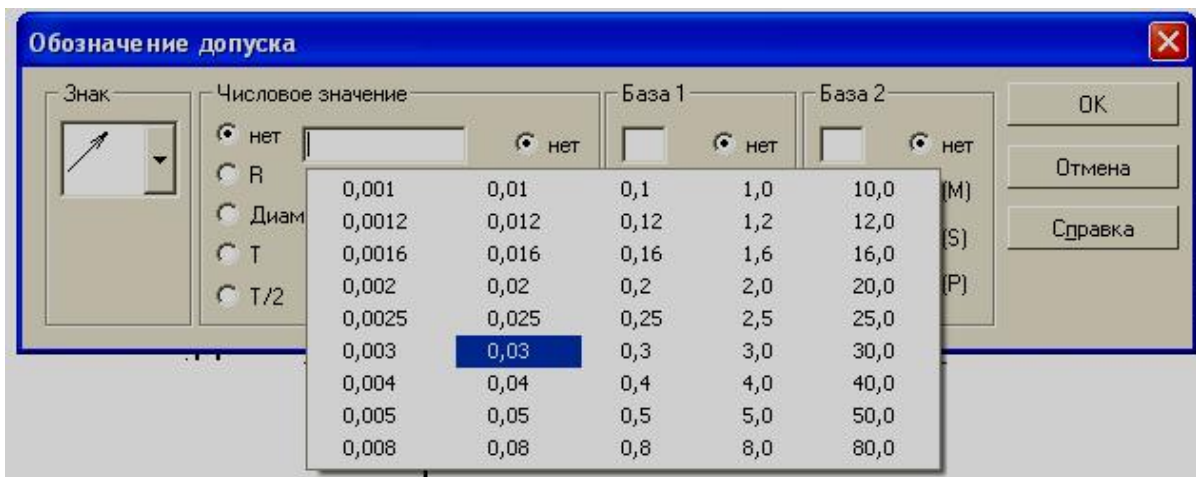 Обозначение допуска
Знак Числовое значение База 1 База 2
нет нет нет нет OK
R Отмена
Диам (M)
T (S) Справка
T/2 (P)
0,001 0,01 0,1 1,0 10,0
0,0012 0,012 0,12 1,2 12,0
0,0016 0,016 0,16 1,6 16,0
0,002 0,02 0,2 2,0 20,0
0,0025 0,025 0,25 2,5 25,0
0,003 0,03 0,3 3,0 30,0
0,004 0,04 0,4 4,0 40,0
0,005 0,05 0,5 5,0 50,0
0,008 0,08 0,8 8,0 80,0